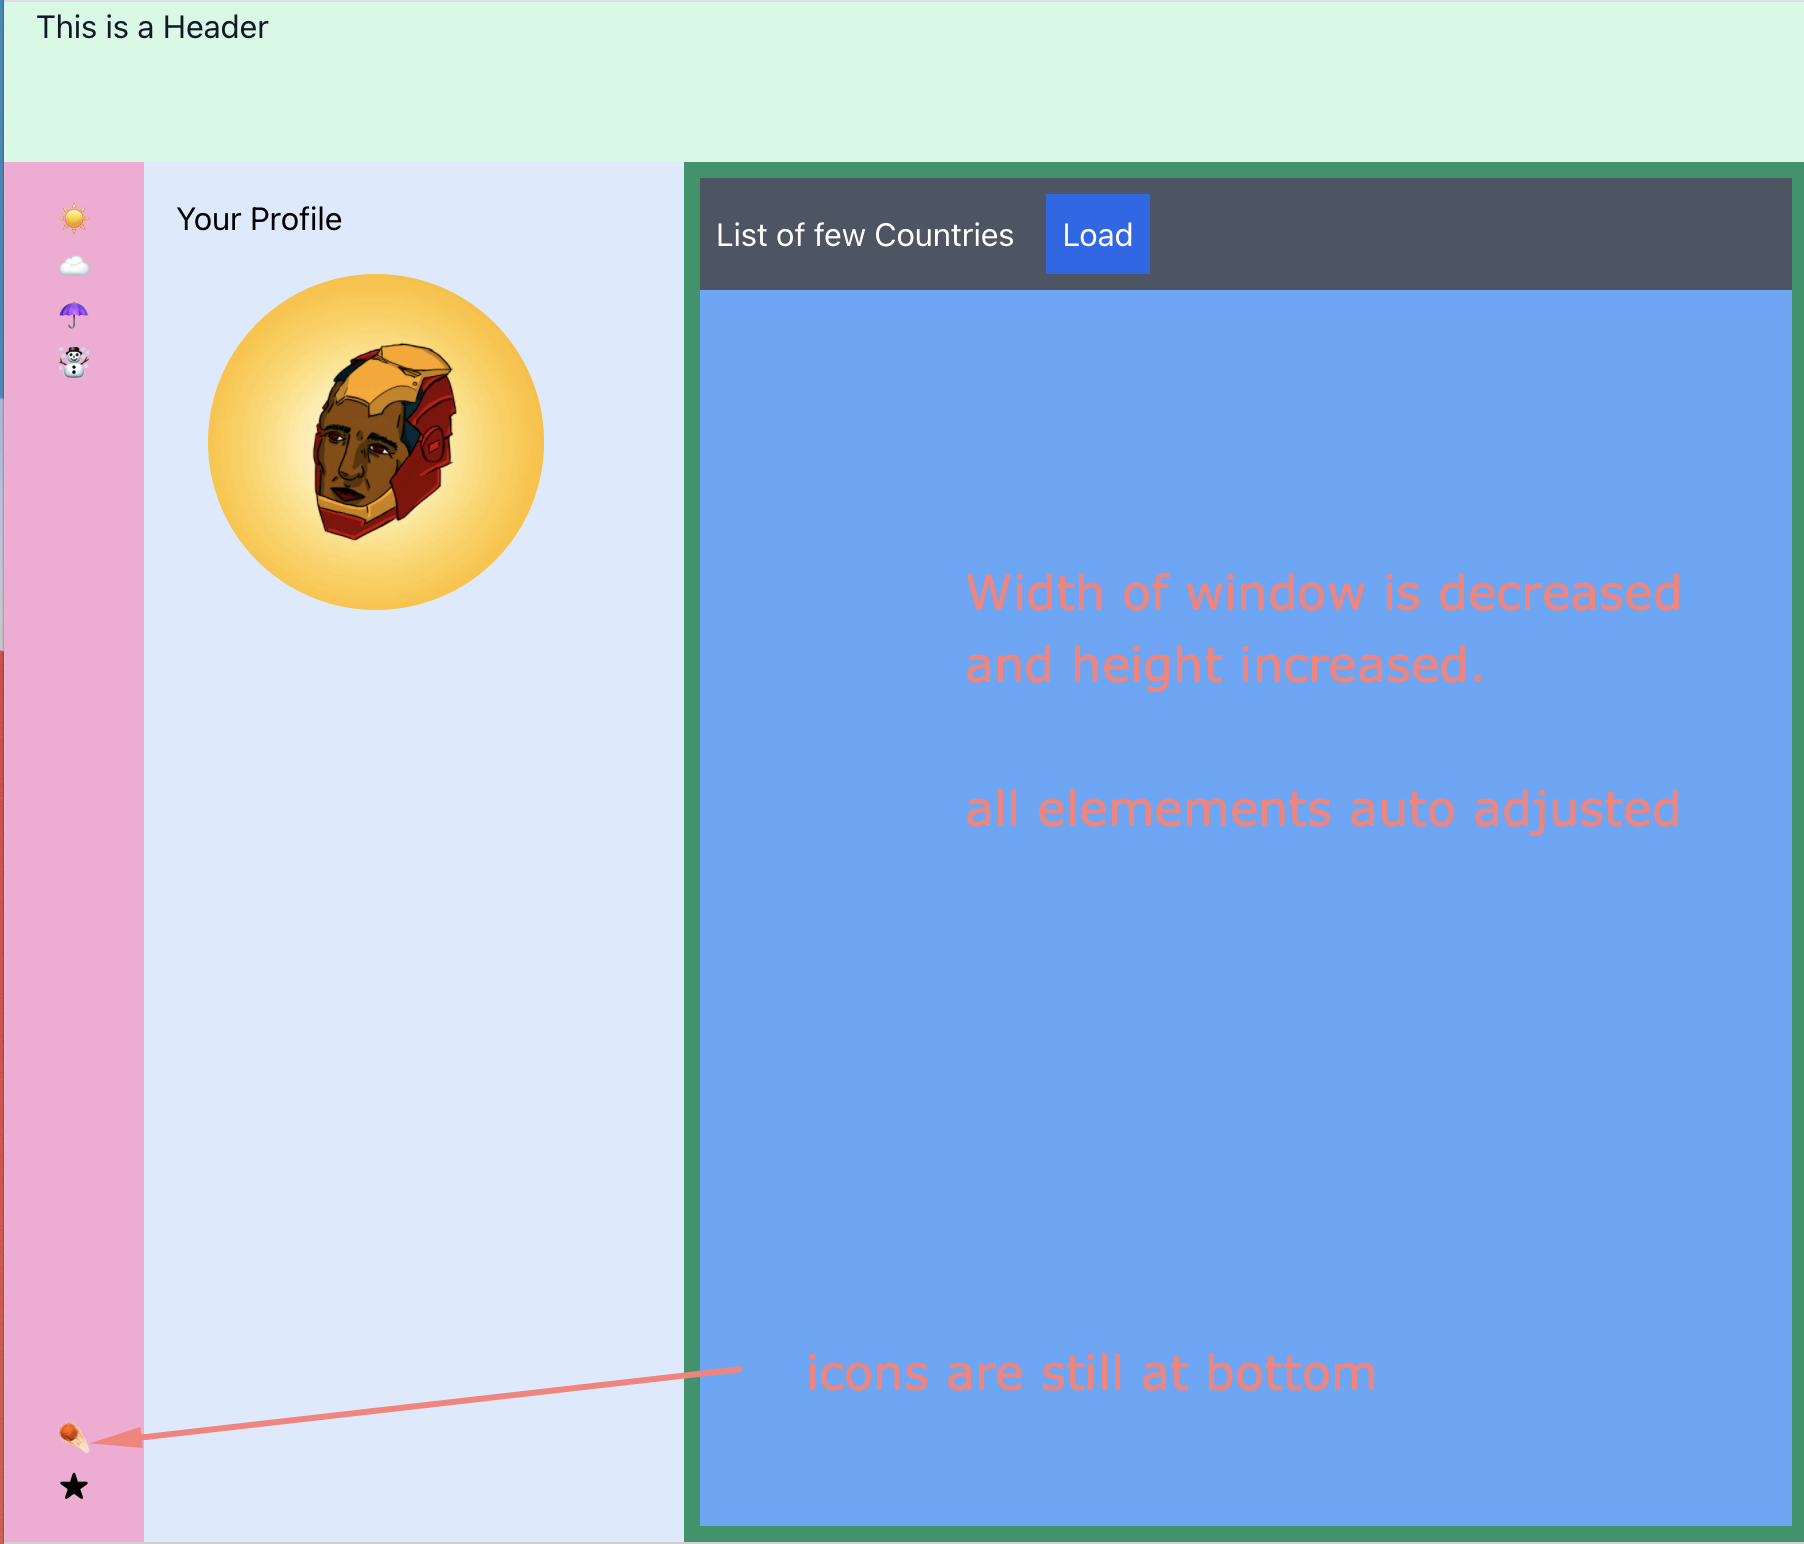 This is a Header
Your Profile
List of few Countries
Load
Width of window is decreased
and height increased.
all elemements auto adjusted
icons are still at bottom